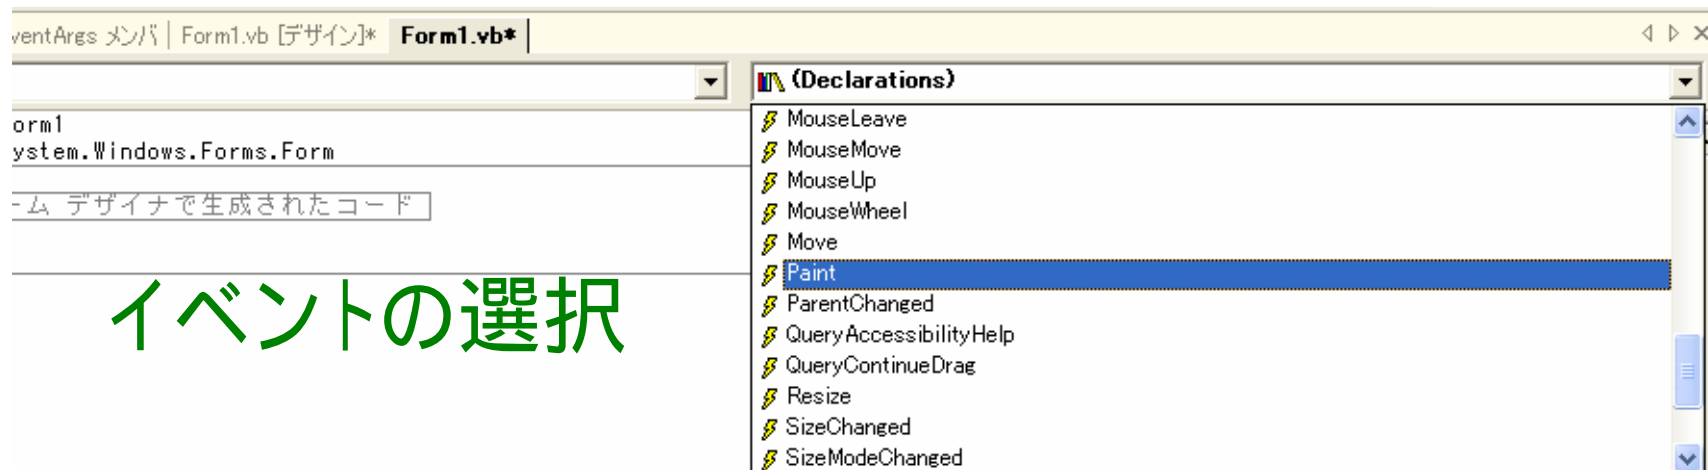 ventArgs メンバ | Form1.vb [デザイン]* Form1.vb*
(Declarations)
orm1
ystem.Windows.Forms.Form
ーム デザイナで生成されたコード
イベントの選択
MouseLeave
MouseMove
MouseUp
MouseWheel
Move
Paint
ParentChanged
QueryAccessibilityHelp
QueryContinueDrag
Resize
SizeChanged
SizeModeChanged